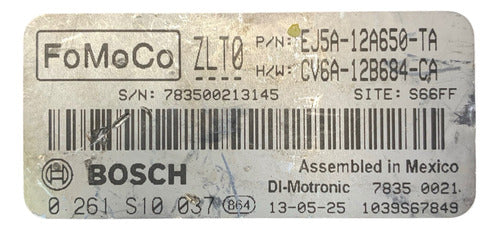 FoMoCo ZLT0 P/N: EJ5A-12A650-TA
H/W: CV6A-12B684-CA
S/N: 783500213145 SITE: S66FF
BOSCH Assembled in Mexico
DI-Motronic 7835 0021
0 261 S10 037 864 13-05-25 1039S67849